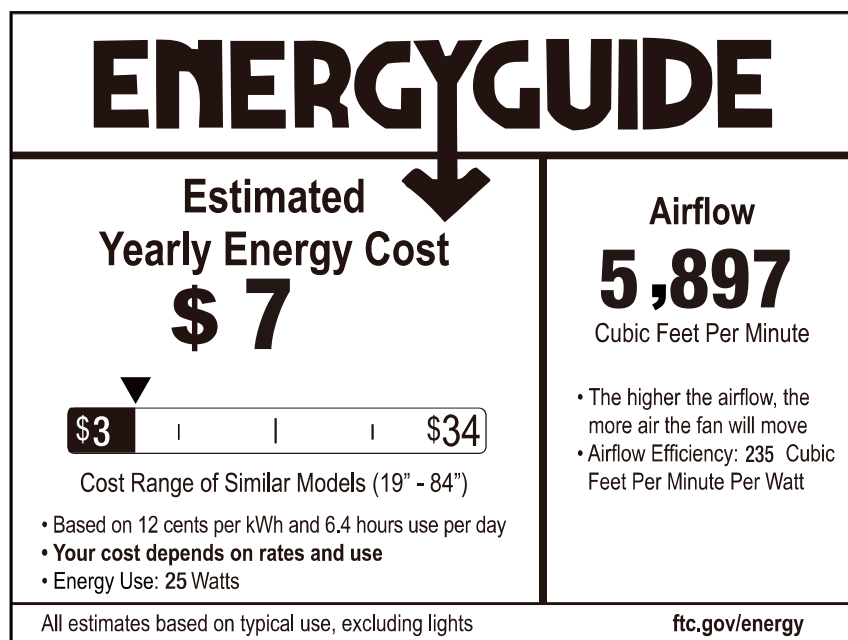 ENERGYGUIDE
Estimated
Yearly Energy Cost
$ 7
$3
$34
Cost Range of Similar Models (19” - 84”)
• Based on 12 cents per kWh and 6.4 hours use per day
• Your cost depends on rates and use
• Energy Use: 25 Watts
Airflow
5,897
Cubic Feet Per Minute
• The higher the airflow, the
more air the fan will move
• Airflow Efficiency: 235 Cubic
Feet Per Minute Per Watt
All estimates based on typical use, excluding lights
ftc.gov/energy